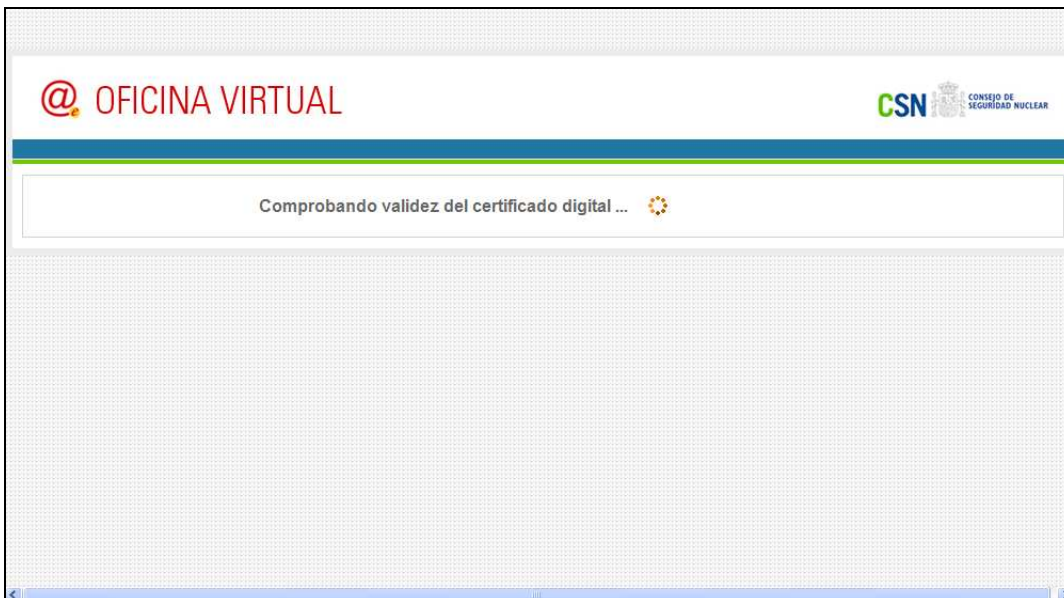 @e OFICINA VIRTUAL
CSN CONSEJO DE
SEGURIDAD NUCLEAR
Comprobando validez del certificado digital ...